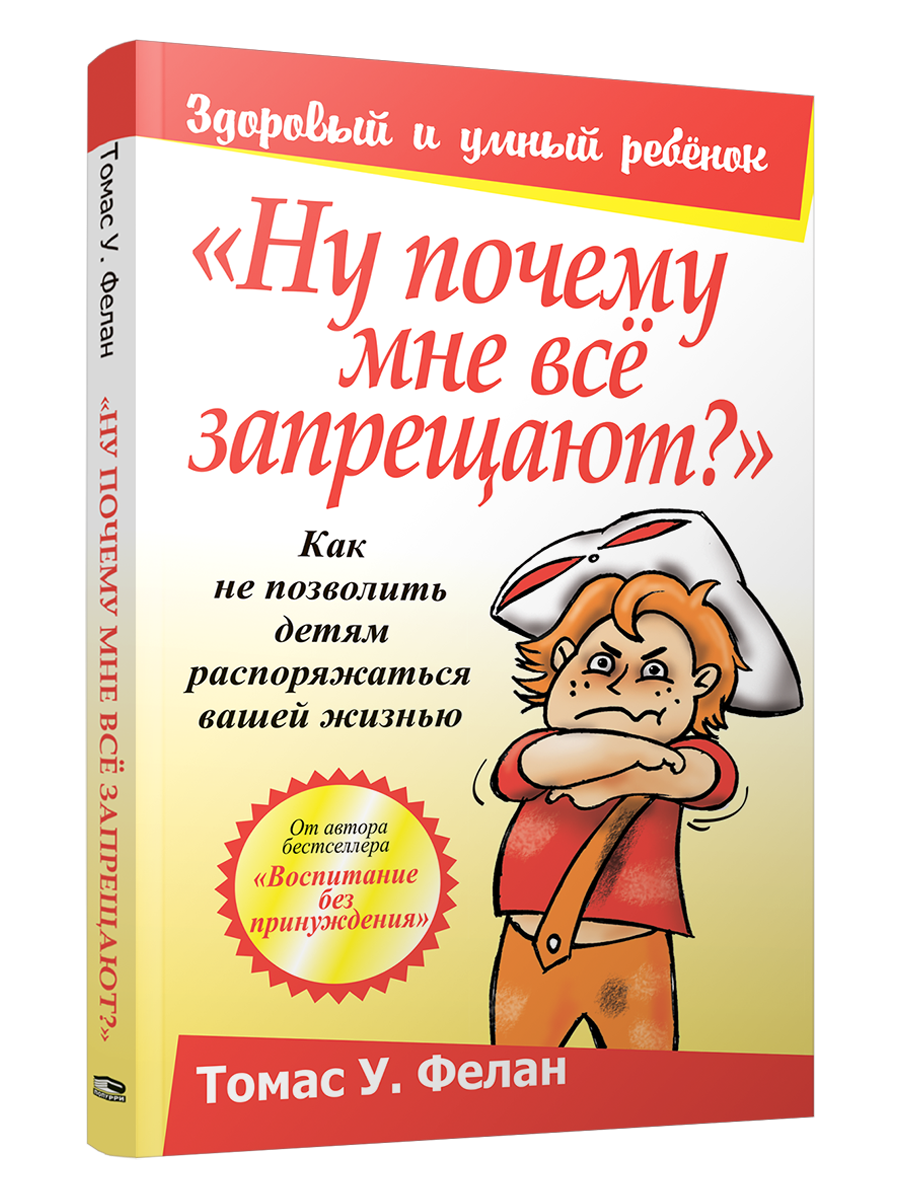 Здоровый и умный ребёнок
«Ну почему
мне всё
запрещают?»
Как
не позволить
детям
распоряжаться
вашей жизнью
От автора
бестселлера
«Воспитание
без
принуждения»
Томас У. Фелан
Томас У. Фелан «НУ ПОЧЕМУ МНЕ ВСЁ ЗАПРЕЩАЮТ?»
ПОПУРРИ